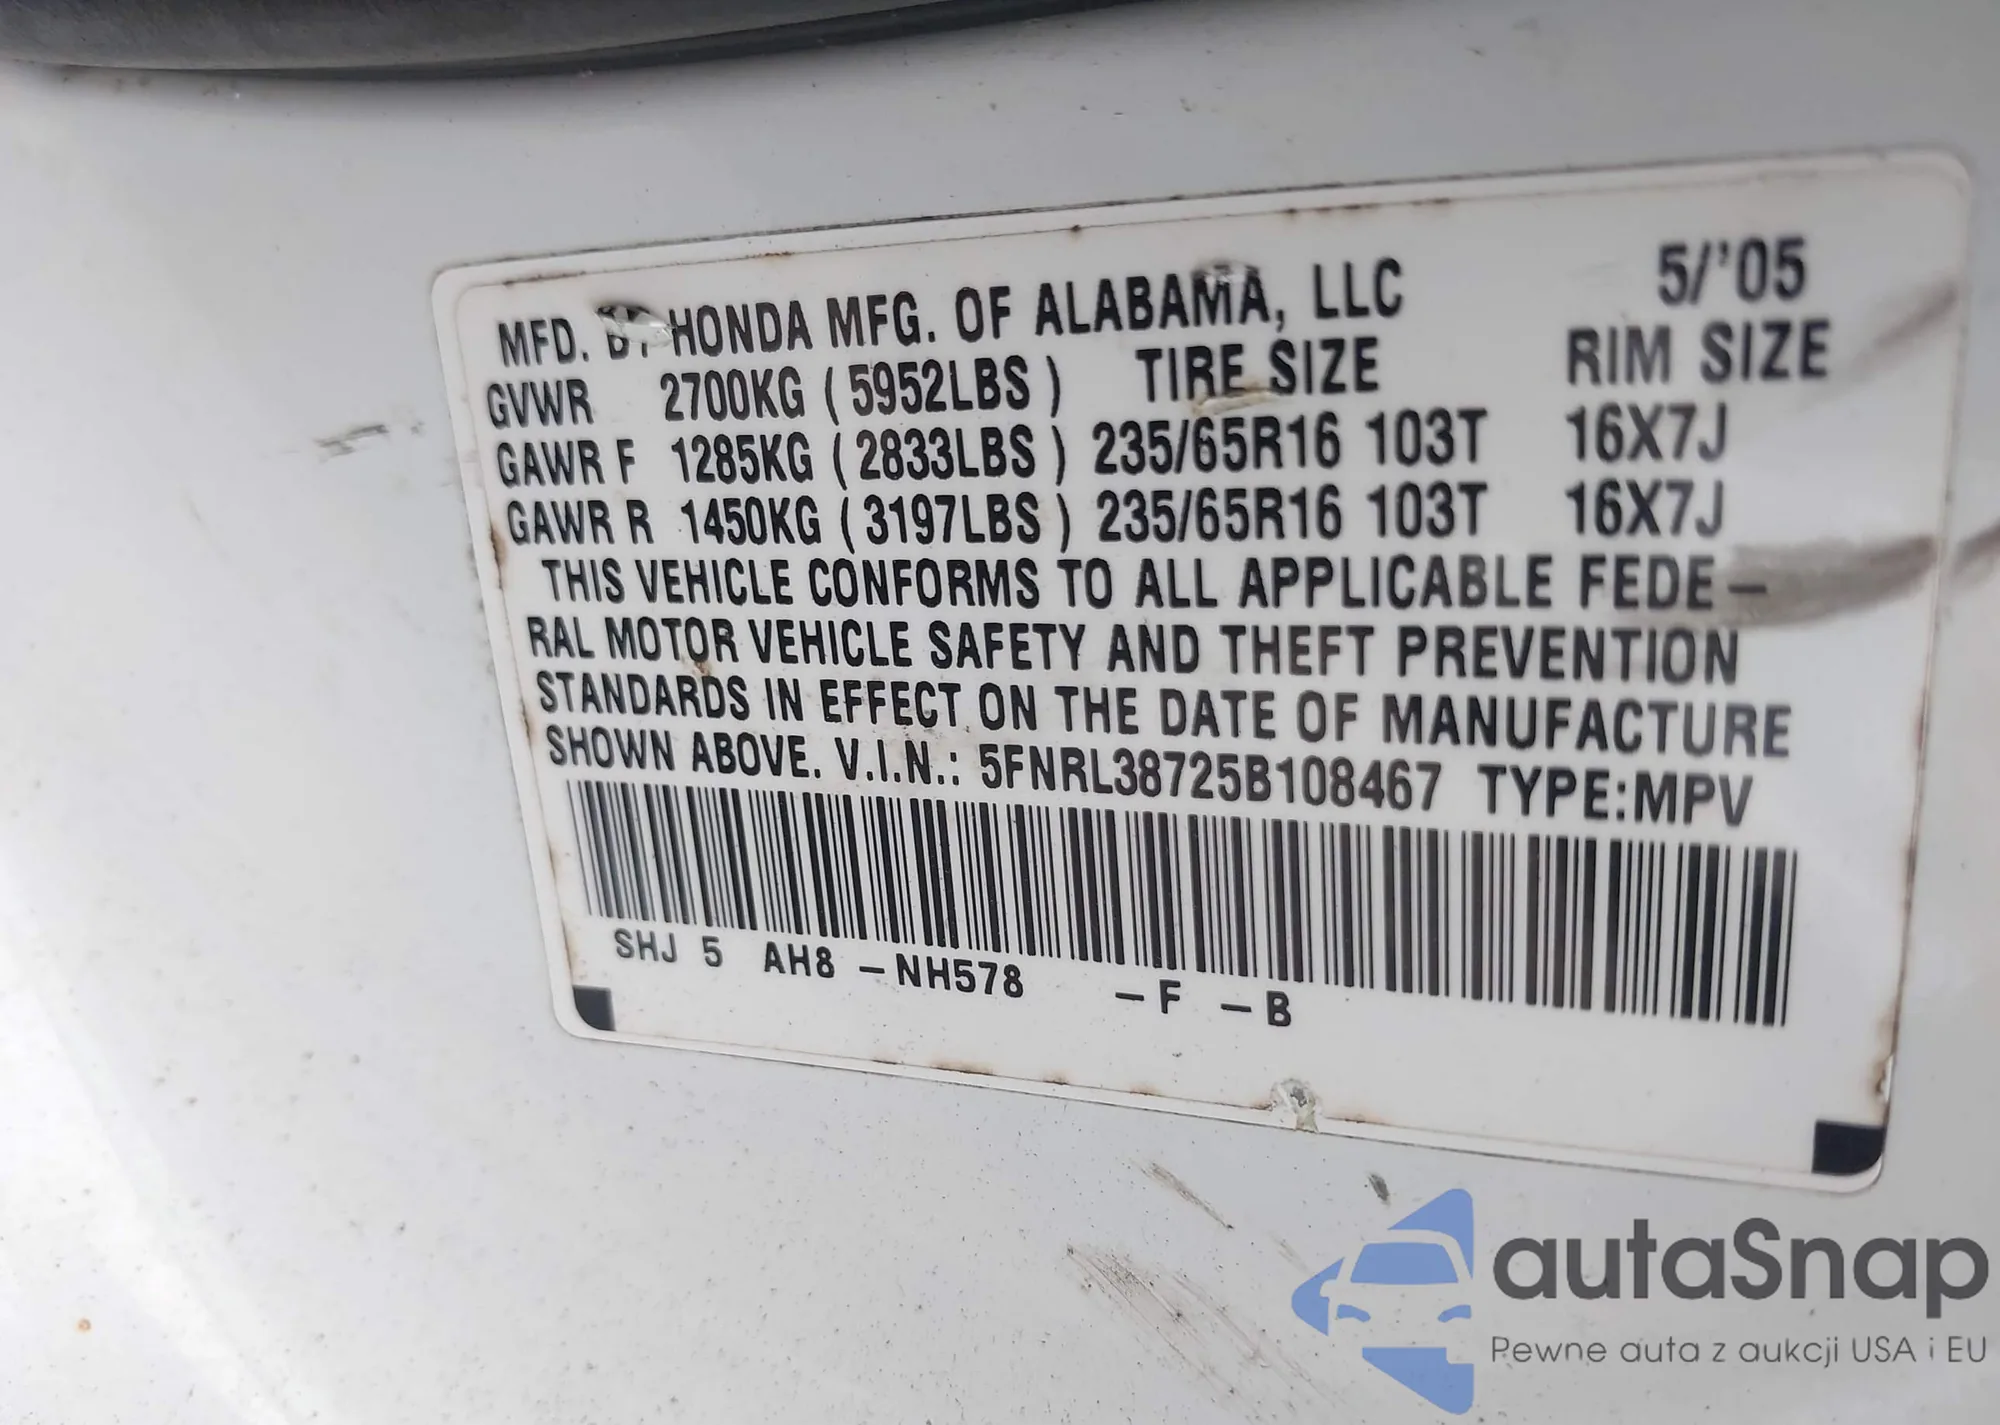 MFD. BY HONDA MFG. OF ALABAMA, LLC 5/'05
GVWR 2700KG (5952LBS) TIRE SIZE RIM SIZE
GAWR F 1285KG (2833LBS) 235/65R16 103T 16X7J
GAWR R 1450KG (3197LBS) 235/65R16 103T 16X7J
THIS VEHICLE CONFORMS TO ALL APPLICABLE FEDE-
RAL MOTOR VEHICLE SAFETY AND THEFT PREVENTION
STANDARDS IN EFFECT ON THE DATE OF MANUFACTURE
SHOWN ABOVE. V.I.N.: 5FNRL38725B108467 TYPE:MPV
SHJ 5 AH8 -NH578 -F -B
autaSnap
Pewne auta z aukcji USA i EU